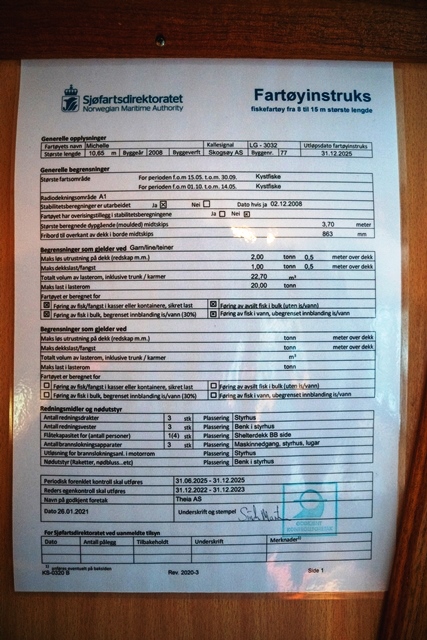 Sjøfartsdirektoratet
Norwegian Maritime Authority
Fartøyinstruks
fiskefartøy fra 8 til 15 m største lengde
Generelle opplysninger
Fartøyets navn Michelle Kallesignal LG - 3032 Utløpsdato fartøyinstruks
Største lengde 10,65 m Byggeår 2008 Byggeverft Skogsøy AS Byggenr. 77 31.12.2025
Generelle begrensninger
Største fartsområde For perioden f.o.m 15.05. t.o.m. 30.09. Kystfiske
For perioden f.o.m 01.10. t.o.m. 14.05. Kystfiske
Radiodekningsområde A1
Stabilitetsberegninger er utarbeidet Ja ☒ Nei ☐ Dato hvis ja 02.12.2008
Fartøyet har overisingstillegg i stabilitetsberegningene Ja ☐ Nei ☒
Største beregnede dypgående (moulded) midtskips 3,70 meter
Fribord til overkant av dekk i borde midtskips 863 mm
Begrensninger som gjelder ved Garn/line/teiner
Maks løs utrustning på dekk (redskap m.m.) 2,00 tonn 0,5 meter over dekk
Maks dekkslast/fangst 1,00 tonn 0,5 meter over dekk
Totalt volum av lasterom, inklusive trunk / karmer 22,70 m³
Maks last i lasterom 20,00 tonn
Fartøyet er beregnet for
☒ Føring av fisk/fangst i kasser eller kontainere, sikret last ☒ Føring av avsilt fisk i bulk (uten is/vann)
☒ Føring av fisk i bulk, innblanding is/vann (30%) ☒ Føring av fisk i vann, ubegrenset innblanding is/vann
Begrensninger som gjelder ved
Maks løs utrustning på dekk (redskap m.m.) tonn meter over dekk
Maks dekkslast/fangst tonn meter over dekk
Totalt volum av lasterom, inklusive trunk / karmer m³
Maks last i lasterom tonn
Fartøyet er beregnet for
☐ Føring av fisk/fangst i kasser eller kontainere, sikret last ☐ Føring av avsilt fisk i bulk (uten is/vann)
☐ Føring av fisk i bulk, innblanding is/vann (30%) ☐ Føring av fisk i vann, ubegrenset innblanding is/vann
Redningsmidler og nødutstyr
Antall redningsdrakter 3 stk Plassering Styrhus
Antall redningsvester 3 stk Plassering Benk i styrhus
Flåtekapasitet for (antall personer) 1(4) stk Plassering Shelterdekk BB side
Antall brannslokningsapparater 3 stk Plassering Maskinnedgang, styrhus, lugar
Utløsning for brannslokningsanl. i motorrom Plassering Styrhus
Nødutstyr (Raketter, nødbluss...etc) Plassering Benk i styrhus
Periodisk forenklet kontroll skal utføres 31.06.2025 - 31.12.2025
Reders egenkontroll skal utføres 31.12.2022 - 31.12.2023
Navn på godkjent foretak Theia AS
Dato 26.01.2021 Underskrift og stempel
For Sjøfartsdirektoratet ved uanmeldte tilsyn
Dato Antall pålegg Tilbakeholdt Underskrift Merknader¹⁾
KS-0320 B Rev. 2020-3 Side 1